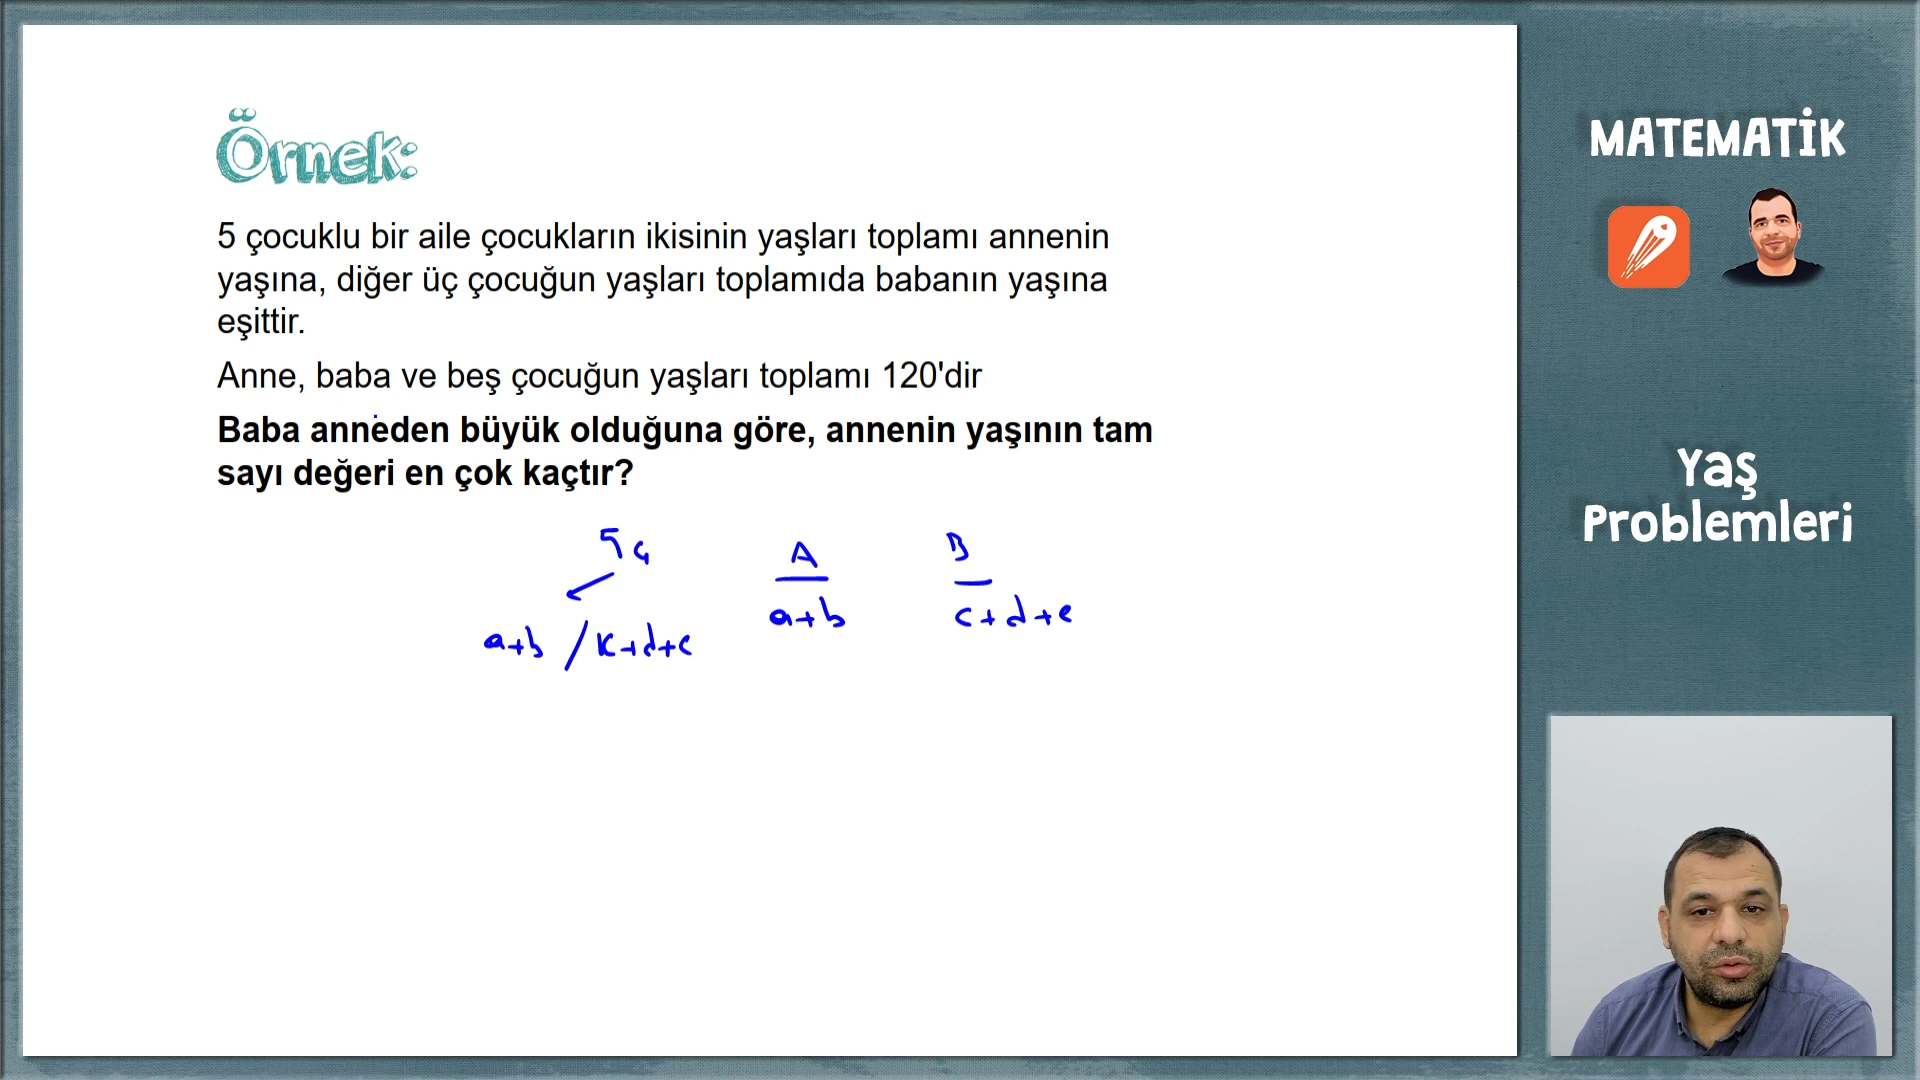 Örnek:
5 çocuklu bir aile çocukların ikisinin yaşları toplamı annenin
yaşına, diğer üç çocuğun yaşları toplamıda babanın yaşına
eşittir.
Anne, baba ve beş çocuğun yaşları toplamı 120'dir
Baba anneden büyük olduğuna göre, annenin yaşının tam
sayı değeri en çok kaçtır?
5 ç A B
a+b / c+d+e a+b c+d+e
MATEMATİK
Yaş
Problemleri